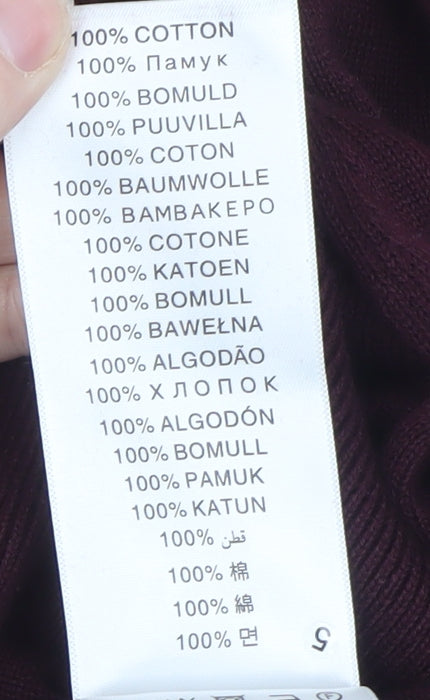 100% COTTON
100% Памук
100% BOMULD
100% PUUVILLA
100% COTON
100% BAUMWOLLE
100% ΒΑΜΒΑΚΕΡΟ
100% COTONE
100% KATOEN
100% BOMULL
100% BAWEŁNA
100% ALGODÃO
100% ХЛОПОК
100% ALGODÓN
100% BOMULL
100% PAMUK
100% KATUN
100% قطن
100% 棉
100% 綿
100% 면
5